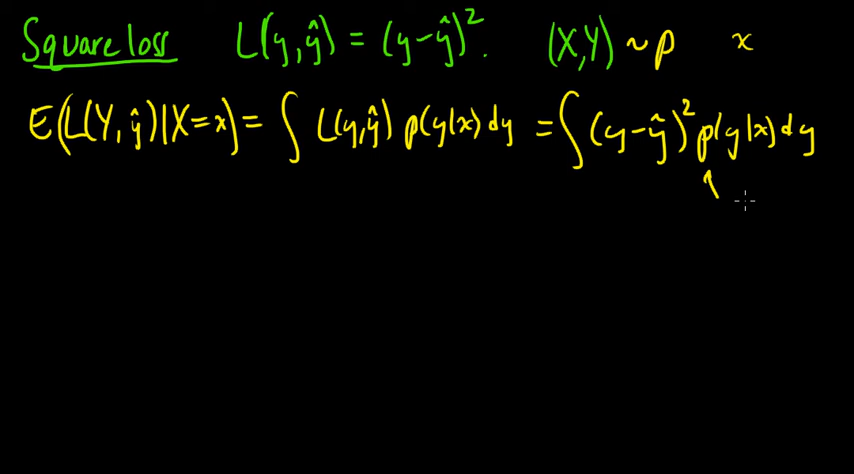 Square loss L(y,ŷ) = (y-ŷ)². (X,Y) ~ p x
E(L(Y,ŷ)|X=x) = ∫ L(y,ŷ) p(y|x) dy = ∫ (y-ŷ)² p(y|x) dy